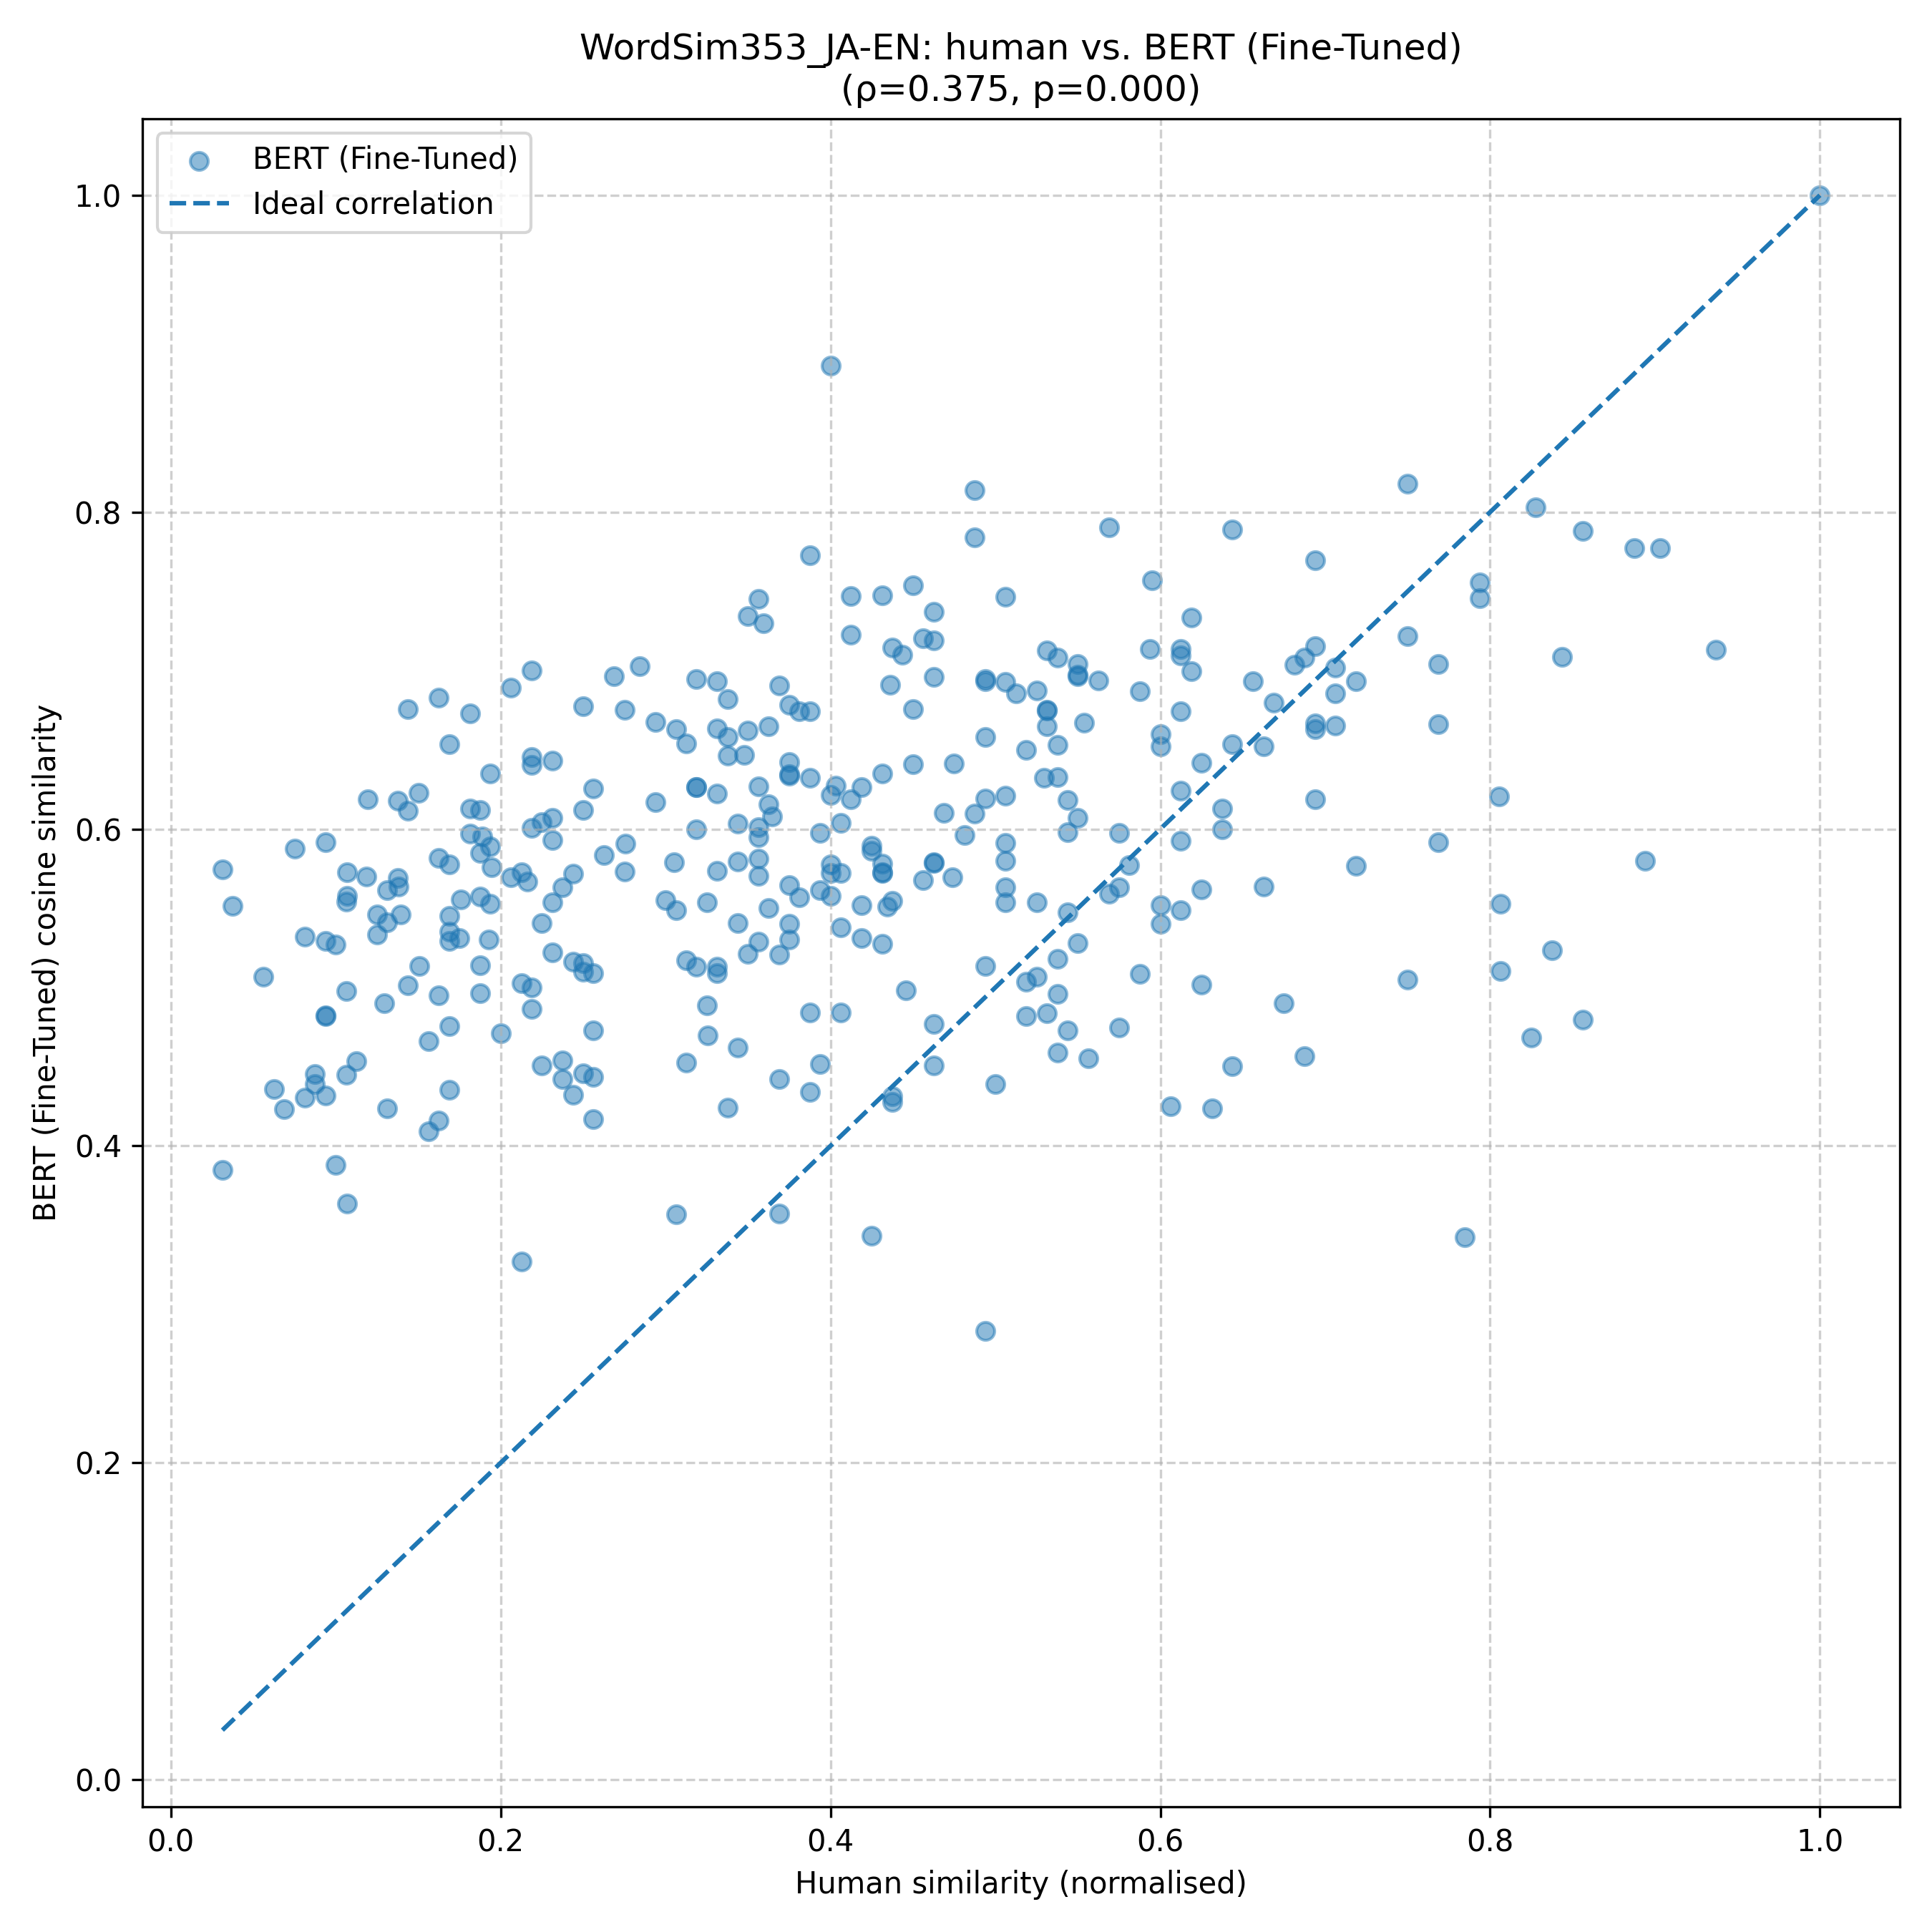 WordSim353_JA-EN: human vs. BERT (Fine-Tuned)
(ρ=0.375, p=0.000)
BERT (Fine-Tuned)
Ideal correlation
1.0
0.8
0.6
0.4
0.2
0.0
BERT (Fine-Tuned) cosine similarity
0.0 0.2 0.4 0.6 0.8 1.0
Human similarity (normalised)